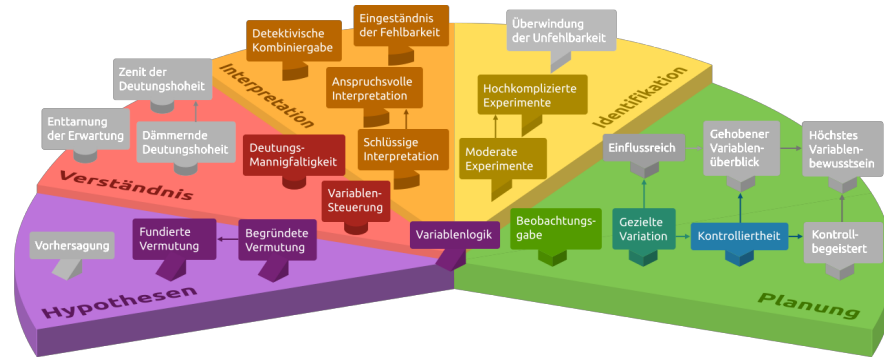 Detektivische
Kombiniergabe
Eingeständnis
der Fehlbarkeit
Überwindung
der Unfehlbarkeit
Zenit der
Deutungshoheit
Interpretation
Anspruchsvolle
Interpretation
Hochkomplizierte
Experimente
Identifikation
Enttarnung
der Erwartung
Dämmernde
Deutungshoheit
Deutungs-
Mannigfaltigkeit
Schlüssige
Interpretation
Moderate
Experimente
Einflussreich
Gehobener
Variablen-
überblick
Höchstes
Variablen-
bewusstsein
Verständnis
Variablen-
Steuerung
Vorhersagung
Fundierte
Vermutung
Begründete
Vermutung
Variablenlogik
Beobachtungs-
gabe
Gezielte
Variation
Kontrolliertheit
Kontroll-
begeistert
Hypothesen
Planung